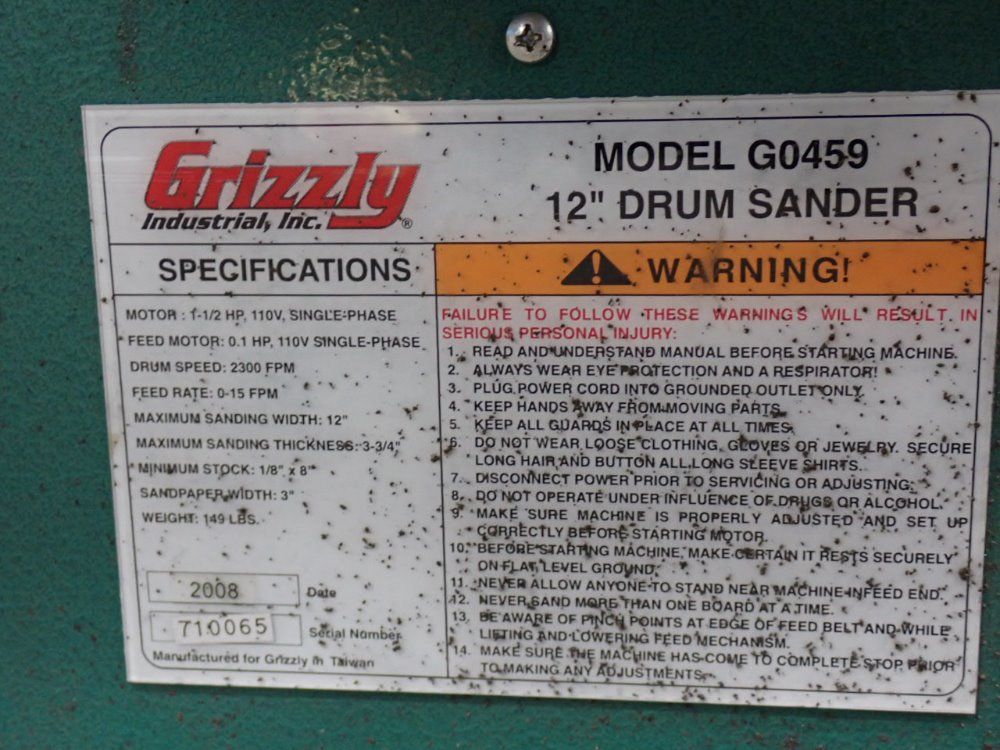 Grizzly
Industrial, Inc. ®
MODEL G0459
12" DRUM SANDER
SPECIFICATIONS
MOTOR : 1-1/2 HP, 110V, SINGLE-PHASE
FEED MOTOR: 0.1 HP, 110V SINGLE-PHASE
DRUM SPEED: 2300 FPM
FEED RATE: 0-15 FPM
MAXIMUM SANDING WIDTH: 12"
MAXIMUM SANDING THICKNESS: 3-3/4"
MINIMUM STOCK: 1/8" x 8"
SANDPAPER WIDTH: 3"
WEIGHT: 149 LBS.
2008 Date
710065 Serial Number
Manufactured for Grizzly in Taiwan
WARNING!
FAILURE TO FOLLOW THESE WARNINGS WILL RESULT IN
SERIOUS PERSONAL INJURY:
1. READ AND UNDERSTAND MANUAL BEFORE STARTING MACHINE.
2. ALWAYS WEAR EYE PROTECTION AND A RESPIRATOR!
3. PLUG POWER CORD INTO GROUNDED OUTLET ONLY.
4. KEEP HANDS AWAY FROM MOVING PARTS.
5. KEEP ALL GUARDS IN PLACE AT ALL TIMES.
6. DO NOT WEAR LOOSE CLOTHING, GLOVES OR JEWELRY. SECURE
LONG HAIR AND BUTTON ALL LONG SLEEVE SHIRTS.
7. DISCONNECT POWER PRIOR TO SERVICING OR ADJUSTING.
8. DO NOT OPERATE UNDER INFLUENCE OF DRUGS OR ALCOHOL.
9. MAKE SURE MACHINE IS PROPERLY ADJUSTED AND SET UP
CORRECTLY BEFORE STARTING MOTOR.
10. BEFORE STARTING MACHINE, MAKE CERTAIN IT RESTS SECURELY
ON FLAT, LEVEL GROUND.
11. NEVER ALLOW ANYONE TO STAND NEAR MACHINE INFEED END.
12. NEVER SAND MORE THAN ONE BOARD AT A TIME.
13. BE AWARE OF PINCH POINTS AT EDGE OF FEED BELT AND WHILE
LIFTING AND LOWERING FEED MECHANISM.
14. MAKE SURE THE MACHINE HAS COME TO COMPLETE STOP PRIOR
TO MAKING ANY ADJUSTMENTS.